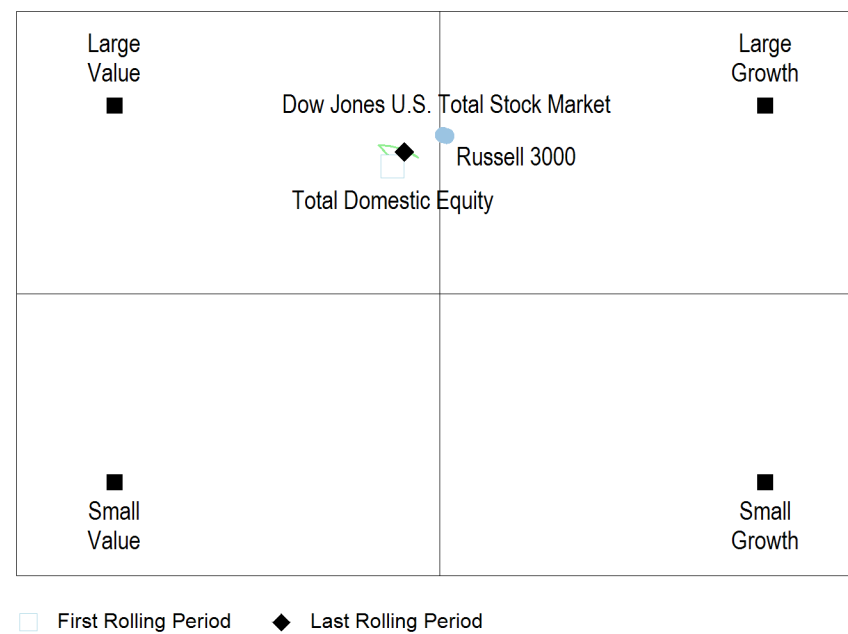 Large
Value
Large
Growth
Dow Jones U.S. Total Stock Market
Russell 3000
Total Domestic Equity
Small
Value
Small
Growth
First Rolling Period
Last Rolling Period